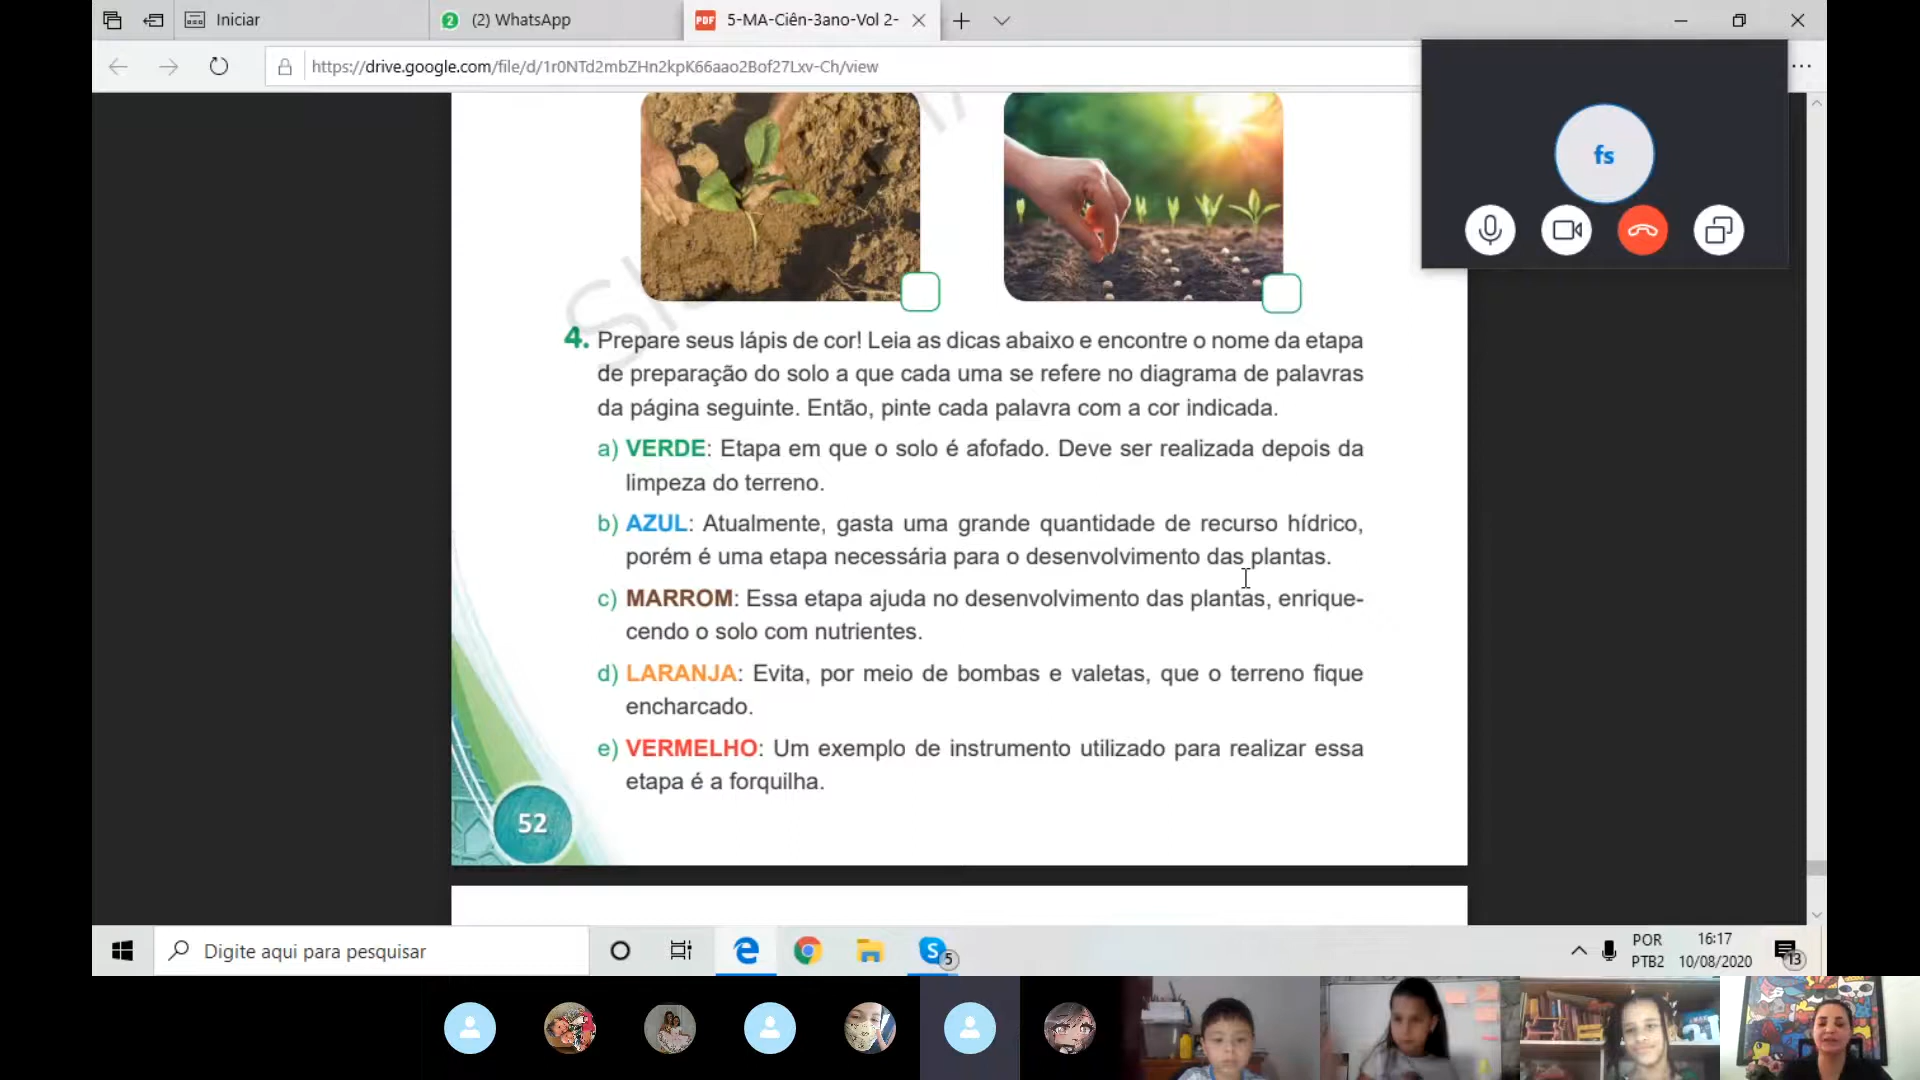 Iniciar
(2) WhatsApp
PDF
5-MA-Ciên-3ano-Vol 2-
https://drive.google.com/file/d/1r0NTd2mbZHn2kpK66aao2Bof27Lxv-Ch/view
fs
4. Prepare seus lápis de cor! Leia as dicas abaixo e encontre o nome da etapa
de preparação do solo a que cada uma se refere no diagrama de palavras
da página seguinte. Então, pinte cada palavra com a cor indicada.
a) VERDE: Etapa em que o solo é afofado. Deve ser realizada depois da
limpeza do terreno.
b) AZUL: Atualmente, gasta uma grande quantidade de recurso hídrico,
porém é uma etapa necessária para o desenvolvimento das plantas.
c) MARROM: Essa etapa ajuda no desenvolvimento das plantas, enrique-
cendo o solo com nutrientes.
d) LARANJA: Evita, por meio de bombas e valetas, que o terreno fique
encharcado.
e) VERMELHO: Um exemplo de instrumento utilizado para realizar essa
etapa é a forquilha.
52
Digite aqui para pesquisar
5
POR
PTB2
16:17
10/08/2020
13